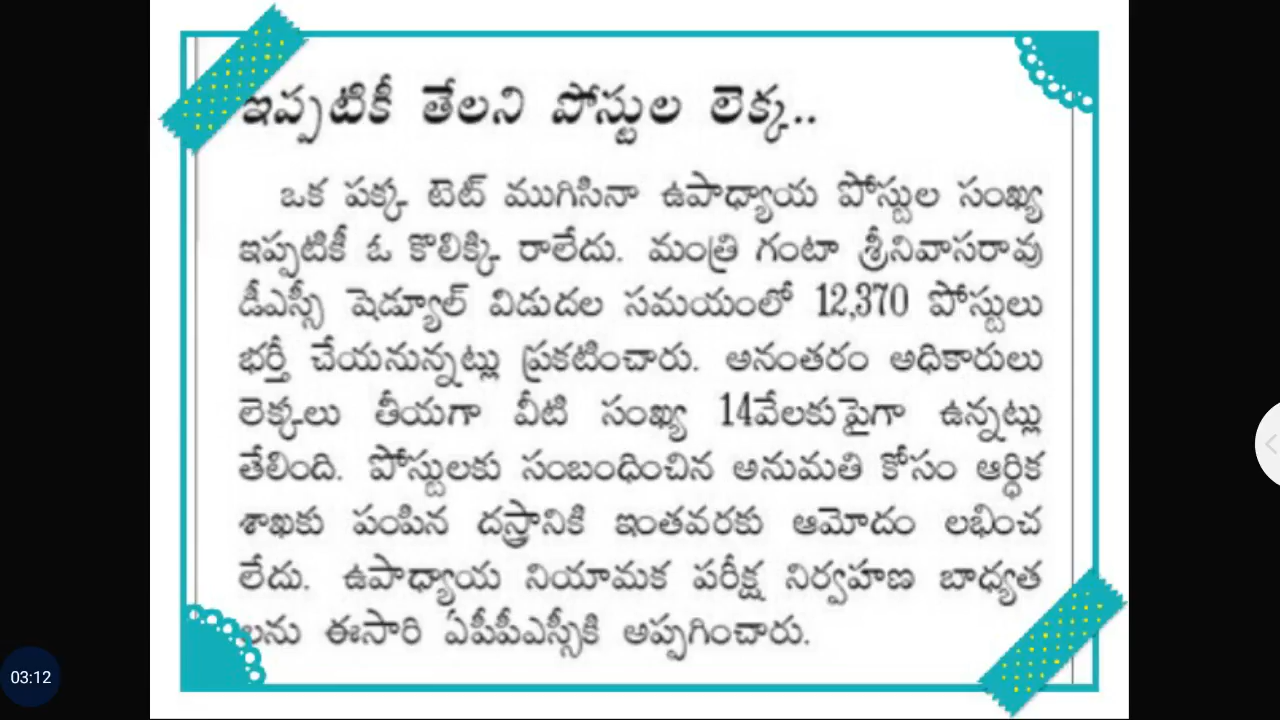 ఇప్పటికీ తేలని పోస్టుల లెక్క..
ఒక పక్క టెట్ ముగిసినా ఉపాధ్యాయ పోస్టుల సంఖ్య
ఇప్పటికీ ఓ కొలిక్కి రాలేదు. మంత్రి గంటా శ్రీనివాసరావు
డీఎస్సీ షెడ్యూల్ విడుదల సమయంలో 12,370 పోస్టులు
భర్తీ చేయనున్నట్లు ప్రకటించారు. అనంతరం అధికారులు
లెక్కలు తీయగా వీటి సంఖ్య 14వేలకుపైగా ఉన్నట్లు
తేలింది. పోస్టులకు సంబంధించిన అనుమతి కోసం ఆర్థిక
శాఖకు పంపిన దస్త్రానికి ఇంతవరకు ఆమోదం లభించ
లేదు. ఉపాధ్యాయ నియామక పరీక్ష నిర్వహణ బాధ్యత
లను ఈసారి ఏపీపీఎస్సీకి అప్పగించారు.
03:12